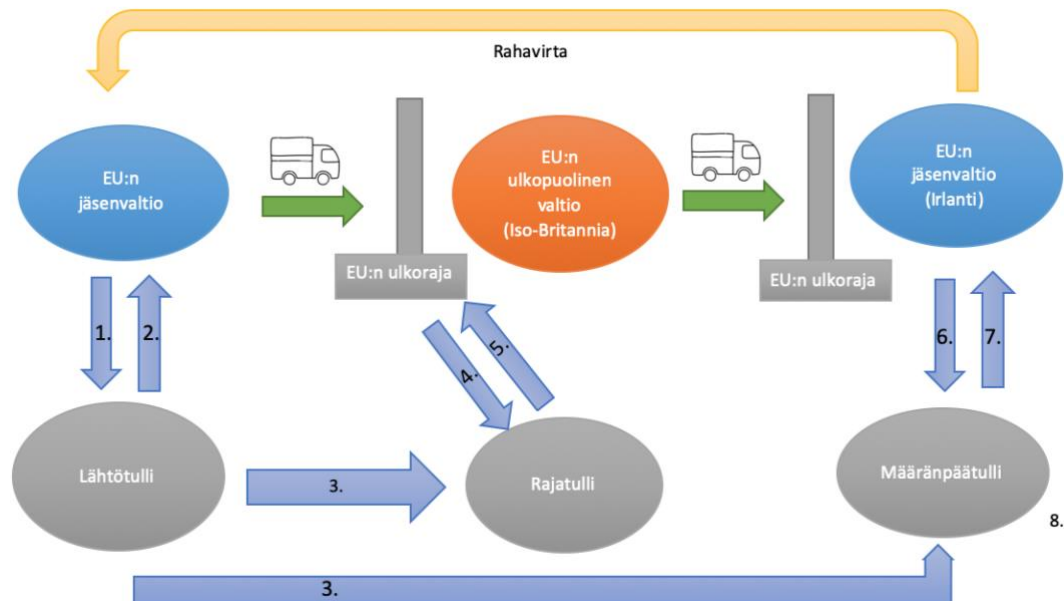 Rahavirta
EU:n
jäsenvaltio
EU:n
ulkopuolinen
valtio
(Iso-Britannia)
EU:n
jäsenvaltio
(Irlanti)
EU:n ulkoraja
EU:n ulkoraja
1.
2.
4.
5.
6.
7.
Lähtötulli
3.
Rajatulli
Määränpäätulli
8.
3.